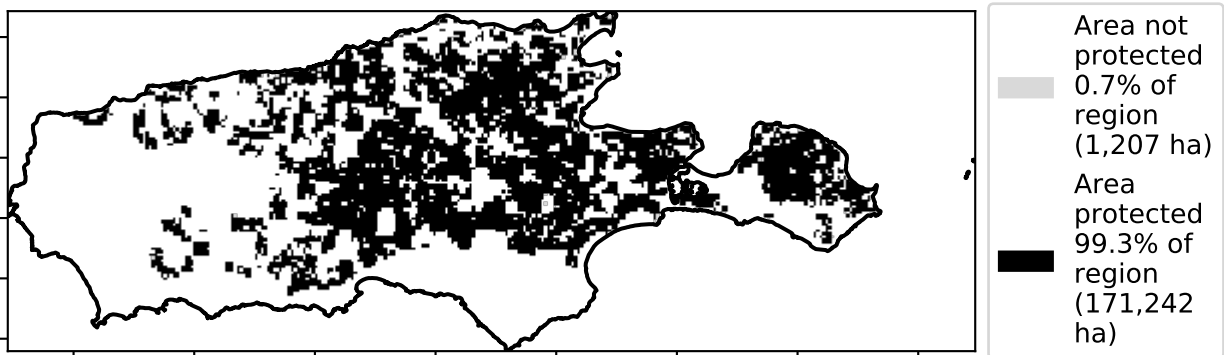 Area not
protected
0.7% of
region
(1,207 ha)
Area
protected
99.3% of
region
(171,242
ha)